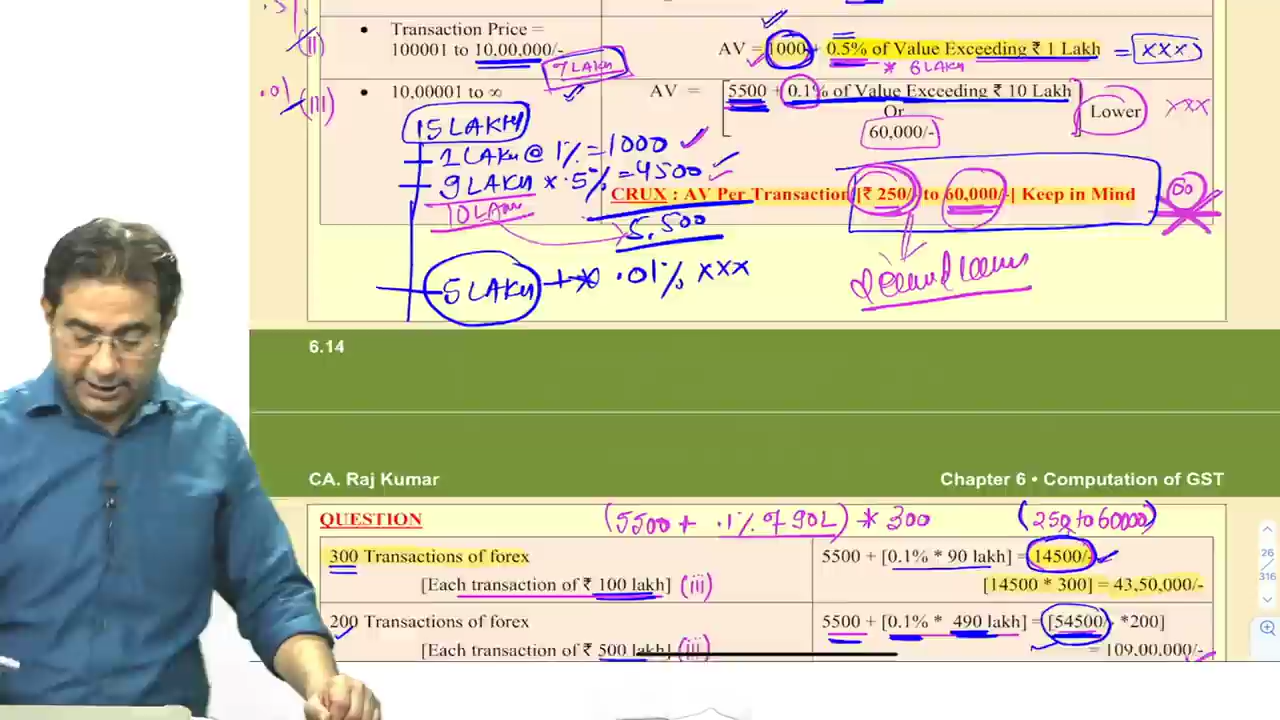 (ii)
• Transaction Price =
100001 to 10,00,000/-
AV = 1000 + 0.5% of Value Exceeding ₹ 1 Lakh = XXX
* 6 LAKH
7 LAKH
.01 (iii)
• 10,00001 to ∞
AV = [5500 + 0.1% of Value Exceeding ₹ 10 Lakh
Or
60,000/-
] Lower XXX
15 LAKH
1 LAKH @ 1% = 1000
9 LAKH × .5% = 4500
10 LAKH
5,500
5 LAKH + * .01% XXX
CRUX : AV Per Transaction [₹ 250/- to 60,000/-] Keep in Mind
6.14
CA. Raj Kumar
Chapter 6 • Computation of GST
QUESTION
(5500 + .1% of 90L) * 300
(250 to 60000)
300 Transactions of forex
[Each transaction of ₹ 100 lakh] (iii)
5500 + [0.1% * 90 lakh] = 14500/-
[14500 * 300] = 43,50,000/-
200 Transactions of forex
[Each transaction of ₹ 500 lakh] (iii)
5500 + [0.1% * 490 lakh] = [54500/- *200]
= 109,00,000/-
26
316